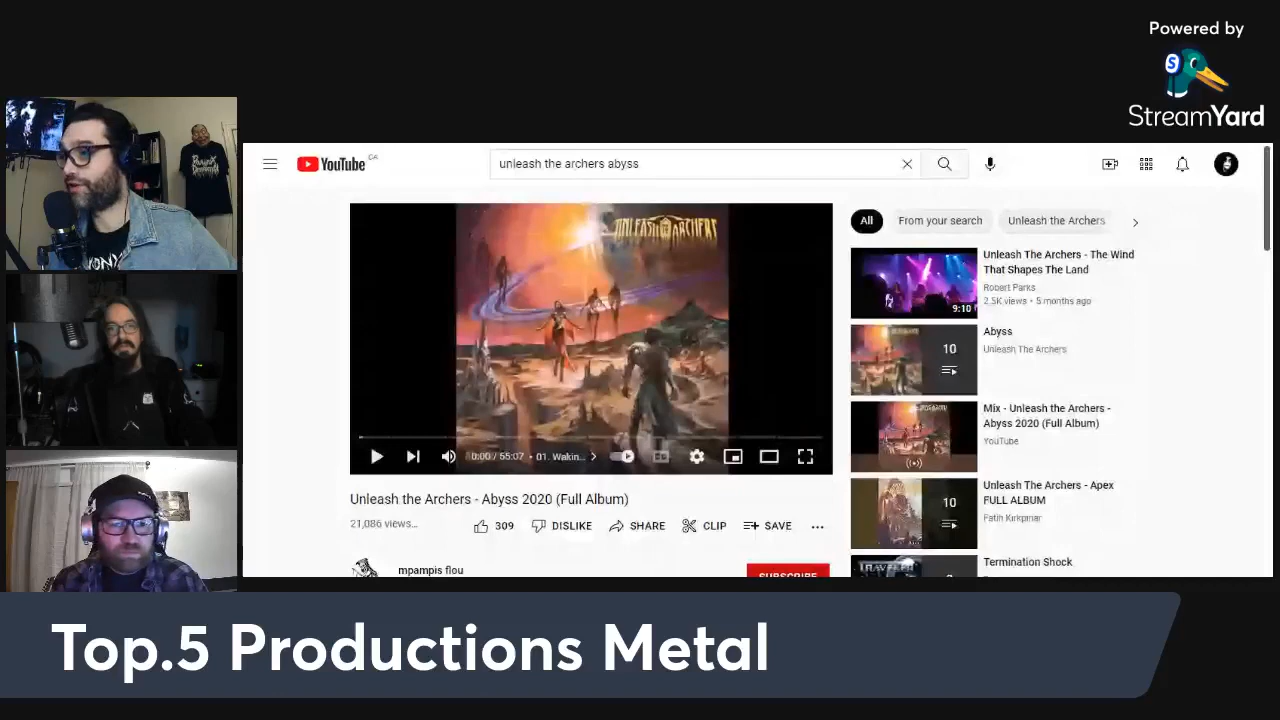 Powered by
StreamYard
YouTube CA
unleash the archers abyss
UNLEASH THE ARCHERS
All
From your search
Unleash the Archers
Unleash The Archers - The Wind
That Shapes The Land
Robert Parks
2.5K views • 5 months ago
9:10
Abyss
Unleash The Archers
10
Mix - Unleash the Archers -
Abyss 2020 (Full Album)
YouTube
Unleash The Archers - Apex
FULL ALBUM
Fatih Kirkpinar
10
Termination Shock
0:00 / 55:07 • 01. Wakin...
Unleash the Archers - Abyss 2020 (Full Album)
21,086 views...
309
DISLIKE
SHARE
CLIP
SAVE
mpampis flou
SUBSCRIBE
Top.5 Productions Metal